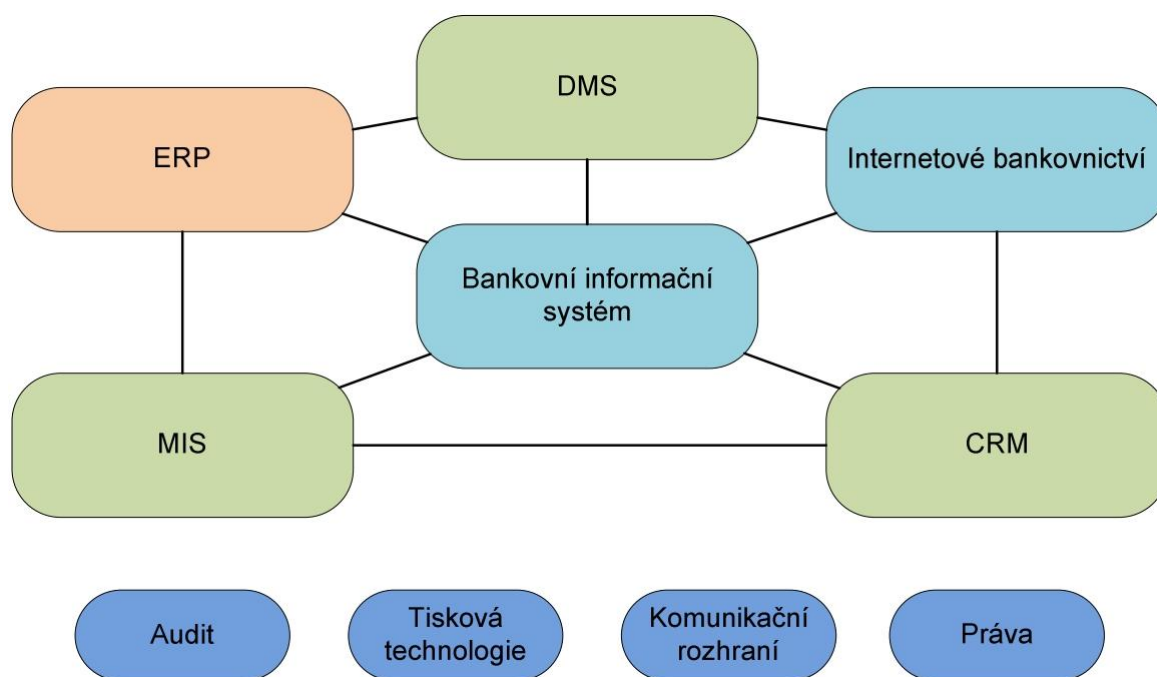 DMS
ERP
Internetové bankovnictví
Bankovní informační
systém
MIS
CRM
Audit
Tisková
technologie
Komunikační
rozhraní
Práva